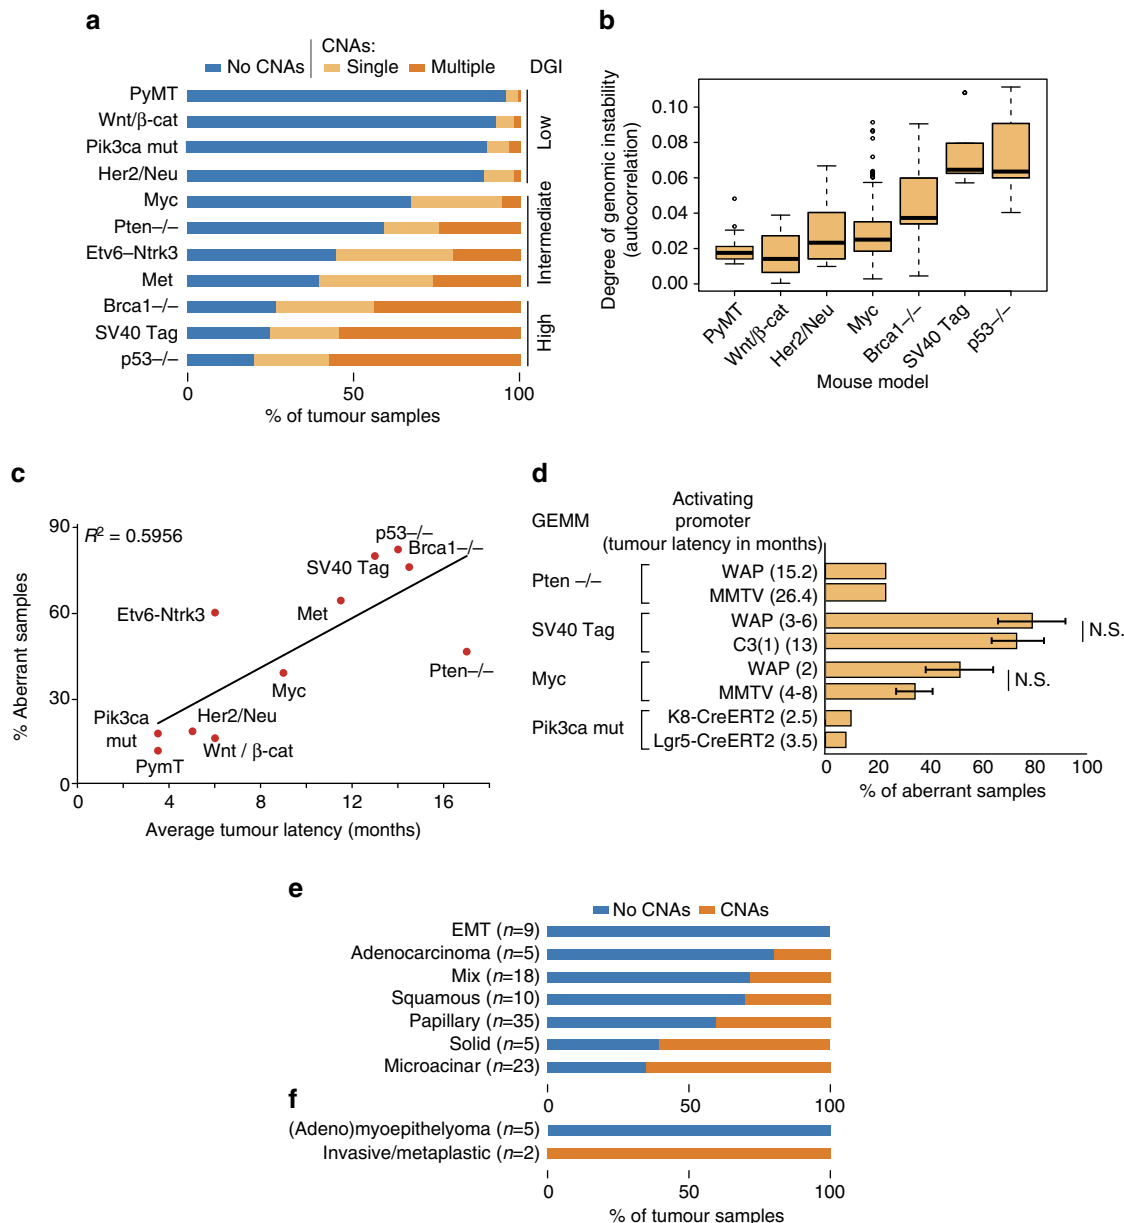 a
CNAs:
No CNAs Single Multiple DGI
PyMT
Wnt/β-cat
Pik3ca mut
Her2/Neu
Myc
Pten–/–
Etv6–Ntrk3
Met
Brca1–/–
SV40 Tag
p53–/–
Low
Intermediate
High
0 50 100
% of tumour samples
b
Degree of genomic instability
(autocorrelation)
0.10
0.08
0.06
0.04
0.02
0.00
PyMT
Wnt/β-cat
Her2/Neu
Myc
Brca1–/–
SV40 Tag
p53–/–
Mouse model
c
% Aberrant samples
90
60
30
0
R² = 0.5956
p53–/–
Brca1–/–
SV40 Tag
Met
Etv6-Ntrk3
Pten–/–
Myc
Pik3ca
mut
Her2/Neu
Wnt / β-cat
PymT
0 4 8 12 16
Average tumour latency (months)
d
GEMM
Activating
promoter
(tumour latency in months)
Pten –/–
WAP (15.2)
MMTV (26.4)
SV40 Tag
WAP (3-6)
C3(1) (13)
N.S.
Myc
WAP (2)
MMTV (4-8)
N.S.
Pik3ca mut
K8-CreERT2 (2.5)
Lgr5-CreERT2 (3.5)
0 20 40 60 80 100
% of aberrant samples
e
No CNAs CNAs
EMT (n=9)
Adenocarcinoma (n=5)
Mix (n=18)
Squamous (n=10)
Papillary (n=35)
Solid (n=5)
Microacinar (n=23)
0 50 100
f
(Adeno)myoepithelyoma (n=5)
Invasive/metaplastic (n=2)
0 50 100
% of tumour samples